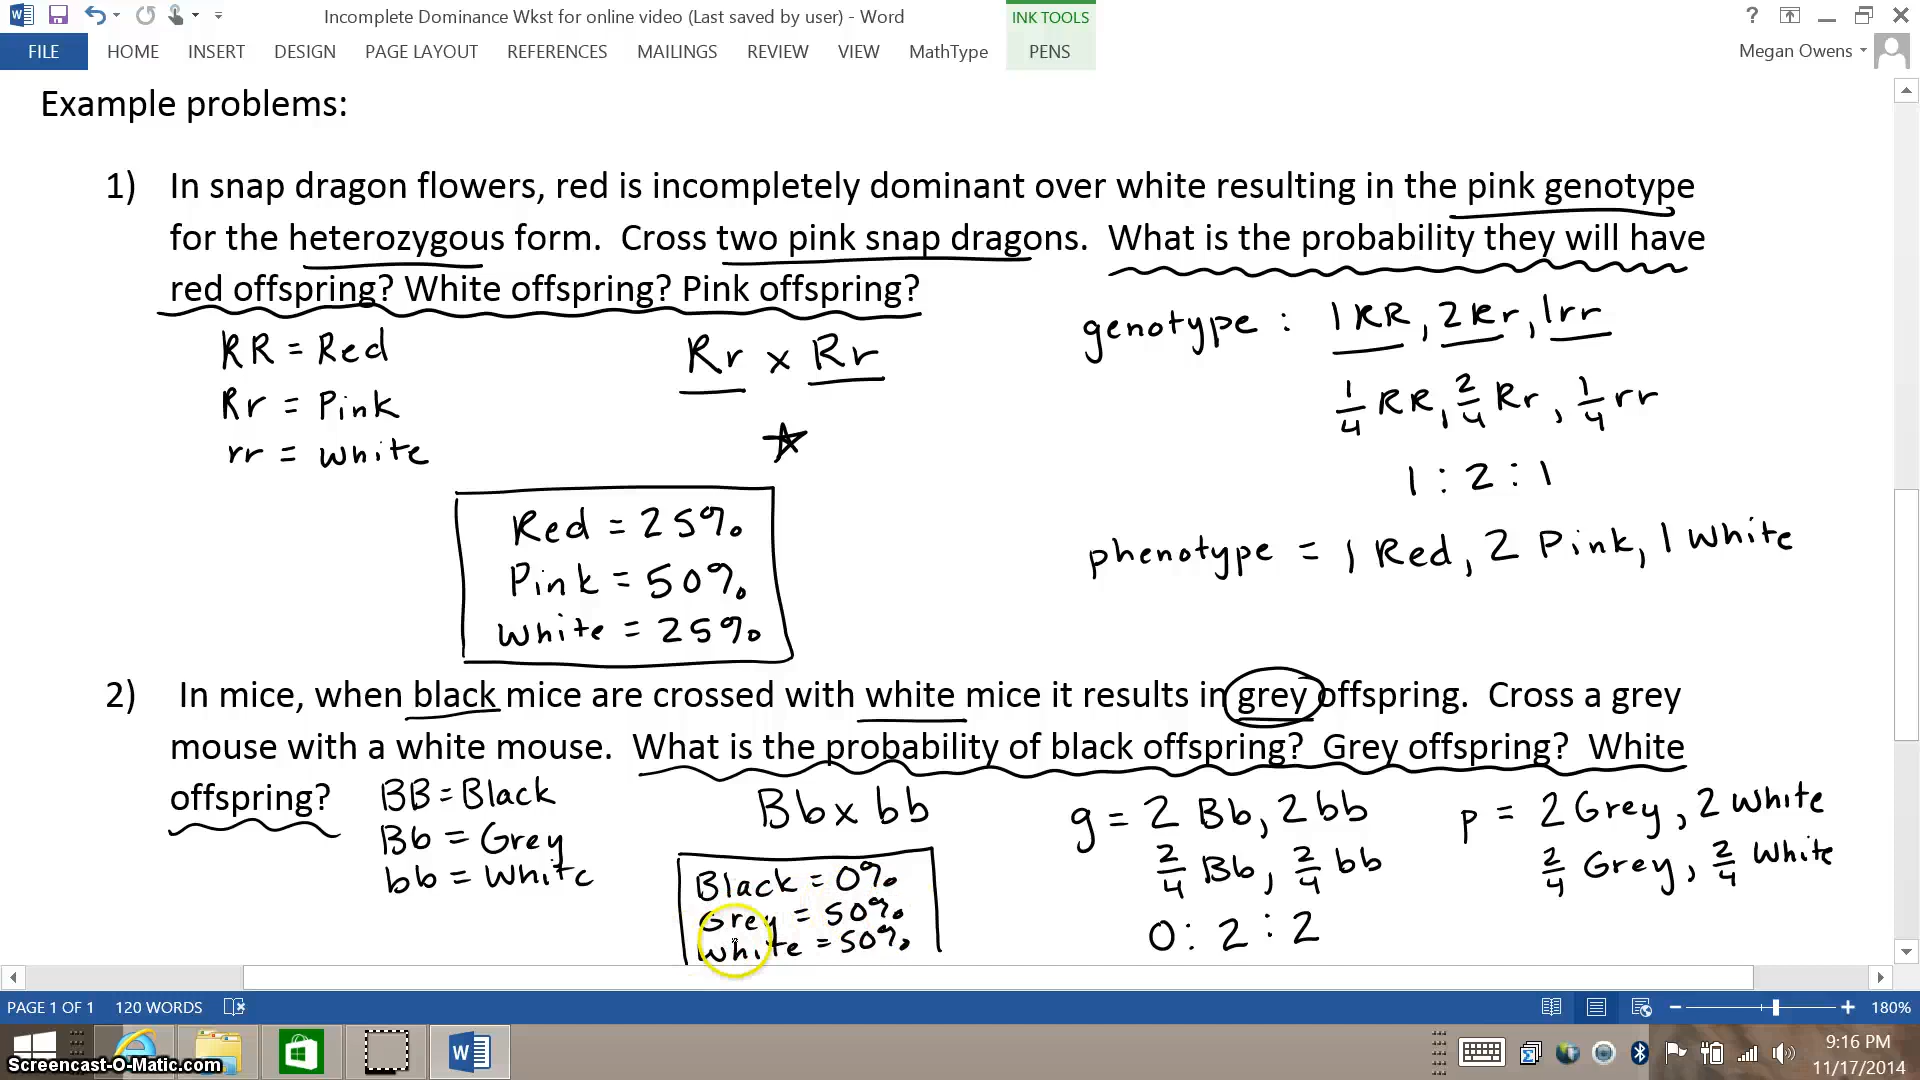 Incomplete Dominance Wkst for online video (Last saved by user) - Word
INK TOOLS
FILE HOME INSERT DESIGN PAGE LAYOUT REFERENCES MAILINGS REVIEW VIEW MathType PENS
Megan Owens
Example problems:
1) In snap dragon flowers, red is incompletely dominant over white resulting in the pink genotype
for the heterozygous form. Cross two pink snap dragons. What is the probability they will have
red offspring? White offspring? Pink offspring?
RR = Red
Rr = Pink
rr = white
Rr x Rr
Red = 25%
Pink = 50%
white = 25%
genotype : 1RR, 2Rr, 1rr
1/4 RR, 2/4 Rr, 1/4 rr
1 : 2 : 1
phenotype = 1 Red, 2 Pink, 1 white
2) In mice, when black mice are crossed with white mice it results in grey offspring. Cross a grey
mouse with a white mouse. What is the probability of black offspring? Grey offspring? White
offspring?
BB = Black
Bb = Grey
bb = White
Bb x bb
Black = 0%
Grey = 50%
white = 50%
g = 2 Bb, 2 bb
2/4 Bb, 2/4 bb
0 : 2 : 2
p = 2 Grey, 2 white
2/4 Grey, 2/4 white
PAGE 1 OF 1 120 WORDS
180%
Screencast-O-Matic.com
9:16 PM
11/17/2014